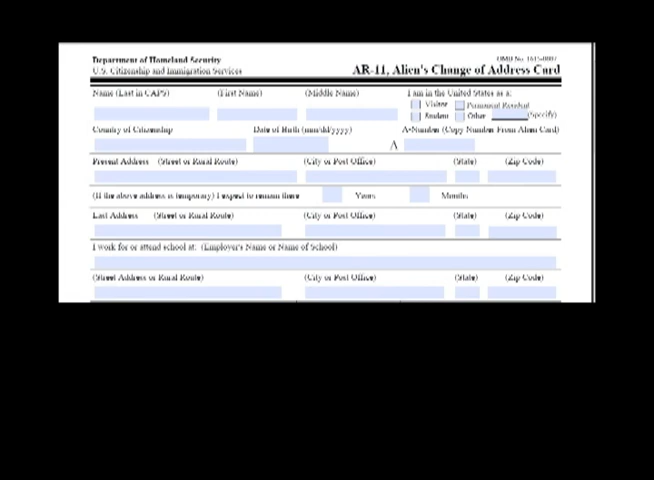 Department of Homeland Security
U.S. Citizenship and Immigration Services
OMB No. 1615-0007
AR-11, Alien's Change of Address Card
Name (Last in CAPS) (First Name) (Middle Name) I am in the United States as a:
Visitor Permanent Resident
Student Other (Specify)
Country of Citizenship Date of Birth (mm/dd/yyyy) A-Number (Copy Number From Alien Card)
A
Present Address (Street or Rural Route) (City or Post Office) (State) (Zip Code)
(If the above address is temporary) I expect to remain there Years Months
Last Address (Street or Rural Route) (City or Post Office) (State) (Zip Code)
I work for or attend school at: (Employer's Name or Name of School)
(Street Address or Rural Route) (City or Post Office) (State) (Zip Code)